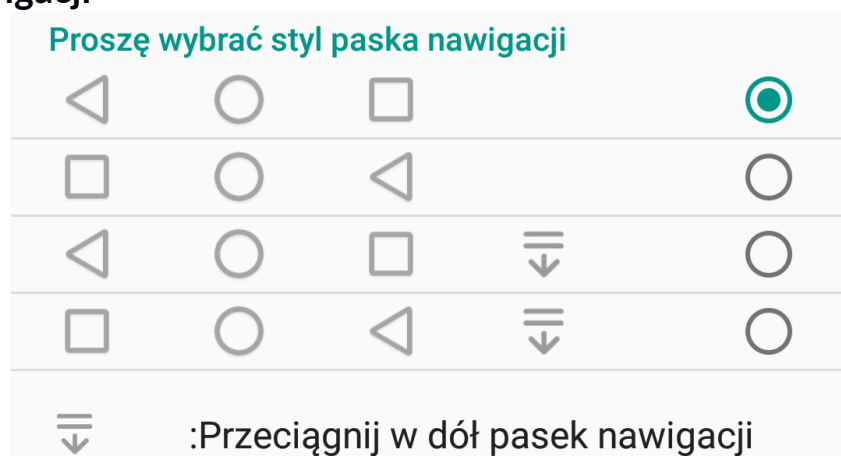 Proszę wybrać styl paska nawigacji
:Przeciągnij w dół pasek nawigacji